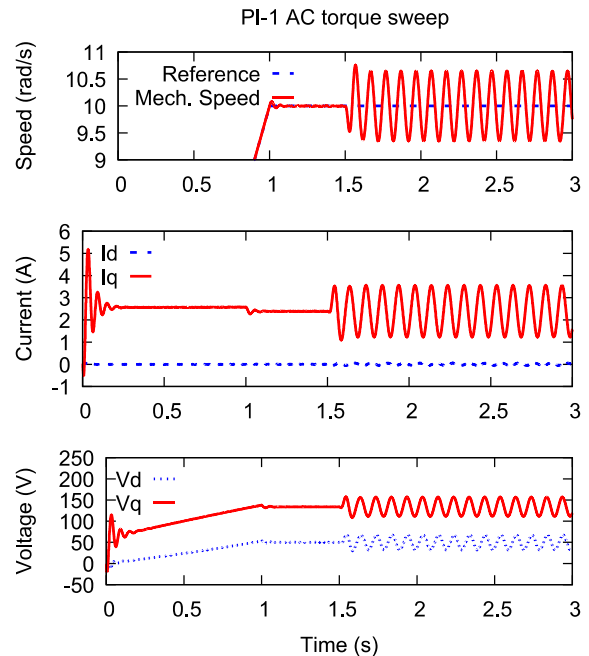 PI-1 AC torque sweep
Speed (rad/s)
11
10.5
10
9.5
9
Reference
Mech. Speed
0 0.5 1 1.5 2 2.5 3
Current (A)
6
5
4
3
2
1
0
-1
Id
Iq
0 0.5 1 1.5 2 2.5 3
Voltage (V)
250
200
150
100
50
0
-50
Vd
Vq
0 0.5 1 1.5 2 2.5 3
Time (s)